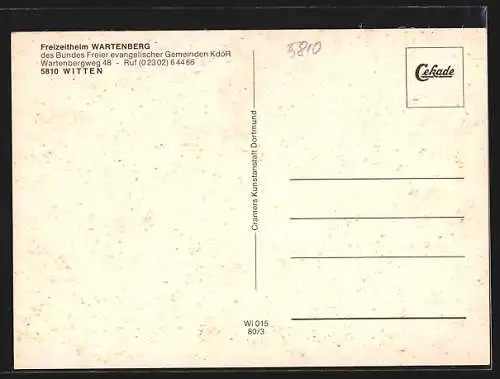 Freizeitheim WARTENBERG
des Bundes Freier evangelischer Gemeinden KdöR
Wartenbergweg 48 - Ruf (02302) 64466
5810 WITTEN
5810
Cekade
Cramers Kunstanstalt Dortmund
Wi 015
80/3